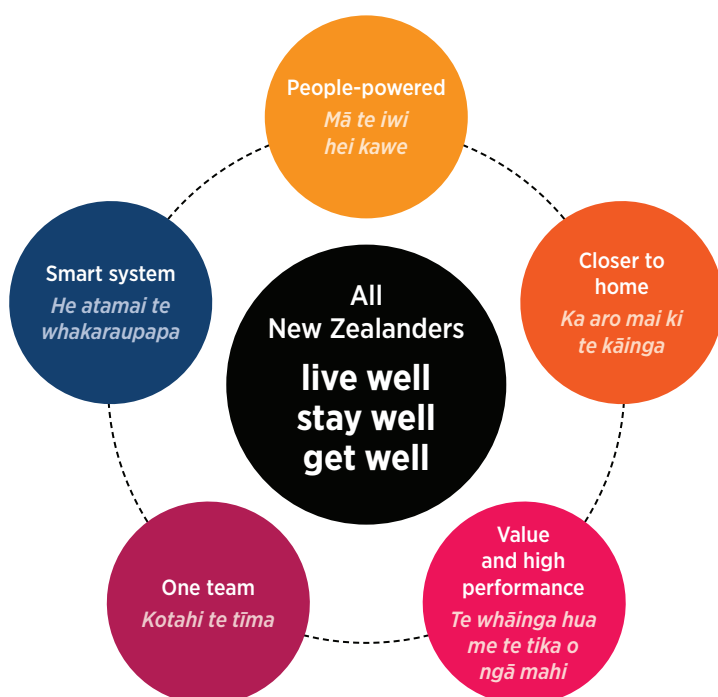 People-powered
Mā te iwi
hei kawe
Smart system
He atamai te
whakaraupapa
All
New Zealanders
live well
stay well
get well
Closer to
home
Ka aro mai ki
te kāinga
One team
Kotahi te tīma
Value
and high
performance
Te whāinga hua
me te tika o
ngā mahi